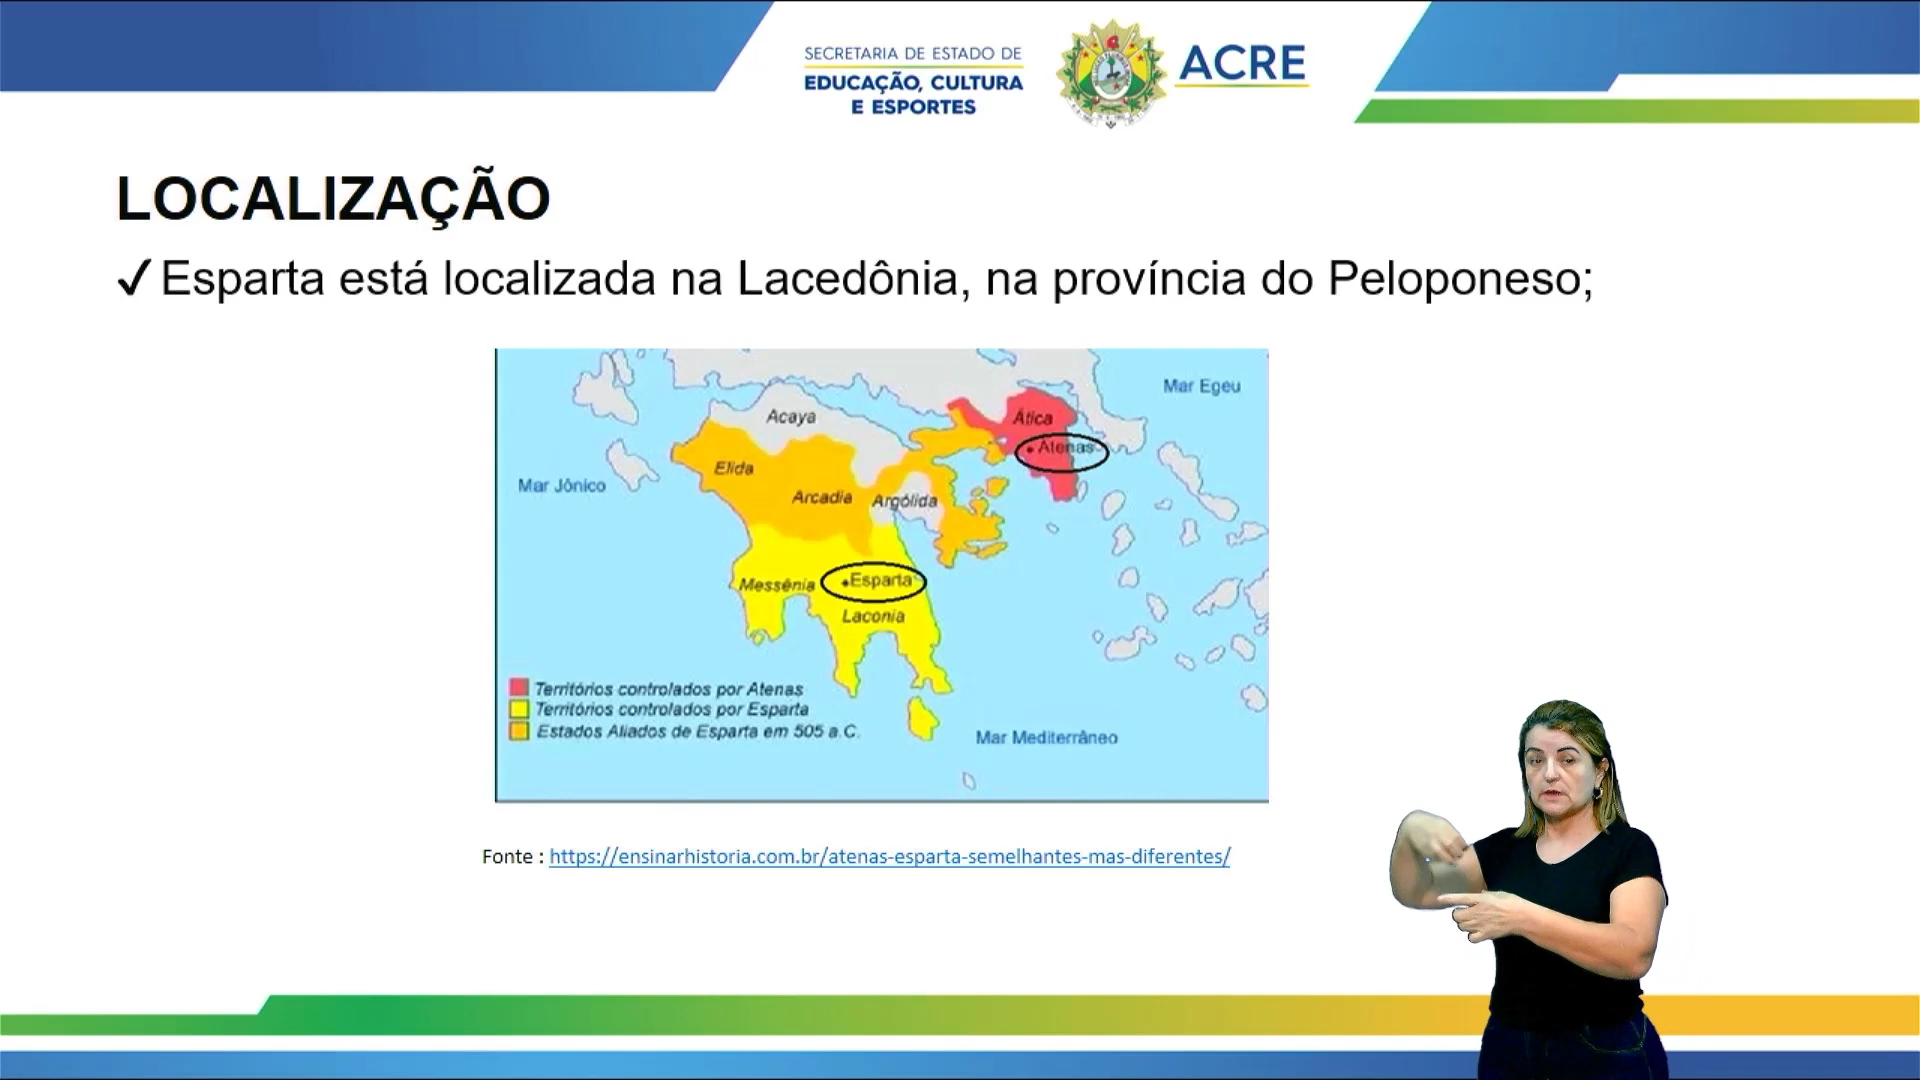 SECRETARIA DE ESTADO DE
EDUCAÇÃO, CULTURA
E ESPORTES
ACRE
LOCALIZAÇÃO
✓Esparta está localizada na Lacedônia, na província do Peloponeso;
Mar Egeu
Acaya
Ática
Atenas
Elida
Mar Jônico
Arcadia
Argólida
Messênia
Esparta
Laconia
Territórios controlados por Atenas
Territórios controlados por Esparta
Estados Aliados de Esparta em 505 a.C.
Mar Mediterrâneo
Fonte : https://ensinarhistoria.com.br/atenas-esparta-semelhantes-mas-diferentes/